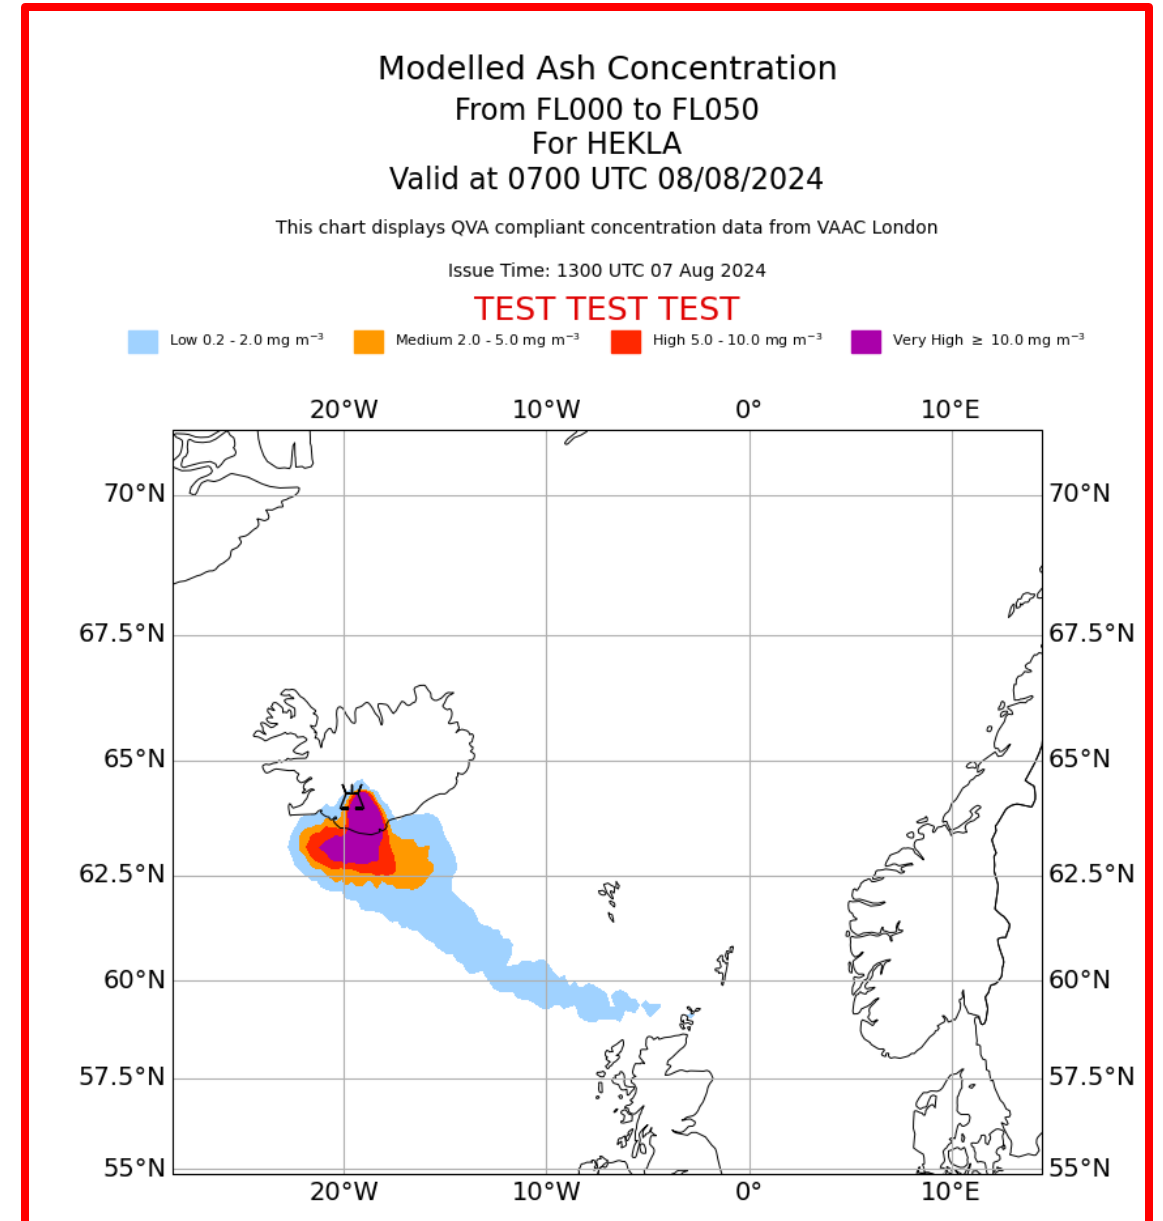 Modelled Ash Concentration
From FL000 to FL050
For HEKLA
Valid at 0700 UTC 08/08/2024
This chart displays QVA compliant concentration data from VAAC London
Issue Time: 1300 UTC 07 Aug 2024
TEST TEST TEST
Low 0.2 - 2.0 mg m⁻³ Medium 2.0 - 5.0 mg m⁻³ High 5.0 - 10.0 mg m⁻³ Very High ≥ 10.0 mg m⁻³
20°W 10°W 0° 10°E
70°N 70°N
67.5°N 67.5°N
65°N 65°N
62.5°N 62.5°N
60°N 60°N
57.5°N 57.5°N
55°N 55°N
20°W 10°W 0° 10°E